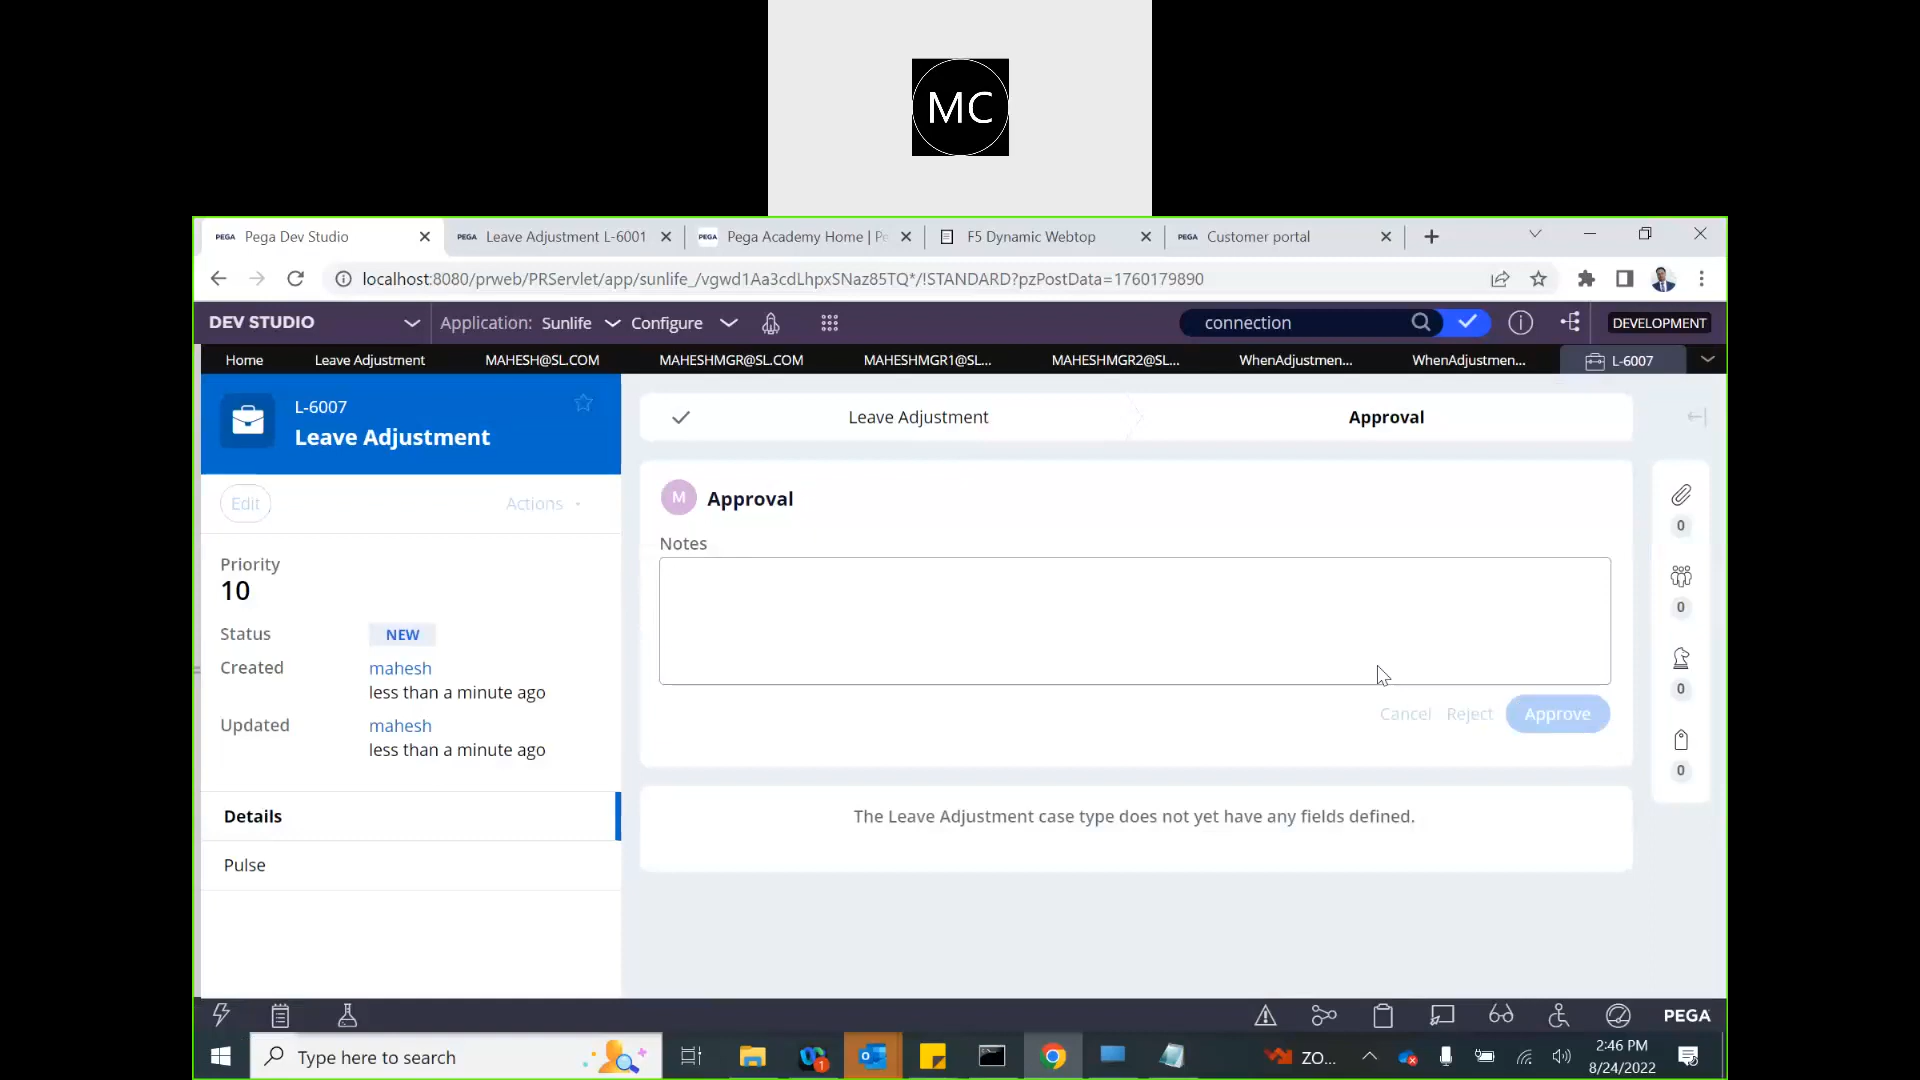 MC
PEGA Pega Dev Studio
PEGA Leave Adjustment L-6001
PEGA Pega Academy Home | Pe
F5 Dynamic Webtop
PEGA Customer portal
localhost:8080/prweb/PRServlet/app/sunlife_/vgwd1Aa3cdLhpxSNaz85TQ*/!STANDARD?pzPostData=1760179890
DEV STUDIO
Application: Sunlife
Configure
connection
DEVELOPMENT
Home
Leave Adjustment
MAHESH@SL.COM
MAHESHMGR@SL.COM
MAHESHMGR1@SL...
MAHESHMGR2@SL...
WhenAdjustmen...
WhenAdjustmen...
L-6007
L-6007
Leave Adjustment
Edit
Actions
Priority
10
Status NEW
Created mahesh
less than a minute ago
Updated mahesh
less than a minute ago
Details
Pulse
Leave Adjustment
Approval
M Approval
Notes
Cancel Reject Approve
The Leave Adjustment case type does not yet have any fields defined.
0
0
0
0
PEGA
Type here to search
1
ZO...
2:46 PM
8/24/2022